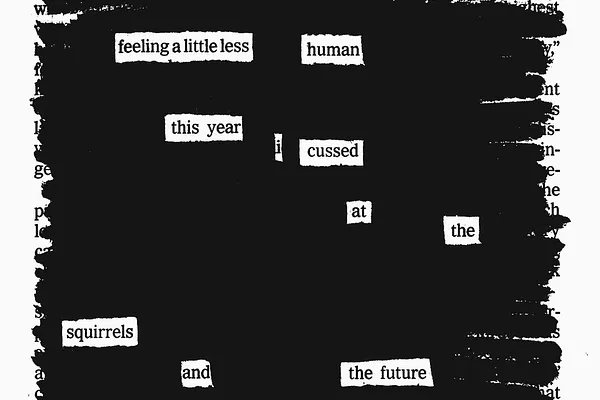 feeling a little less human
this year
i cussed
at
the
squirrels
and the future